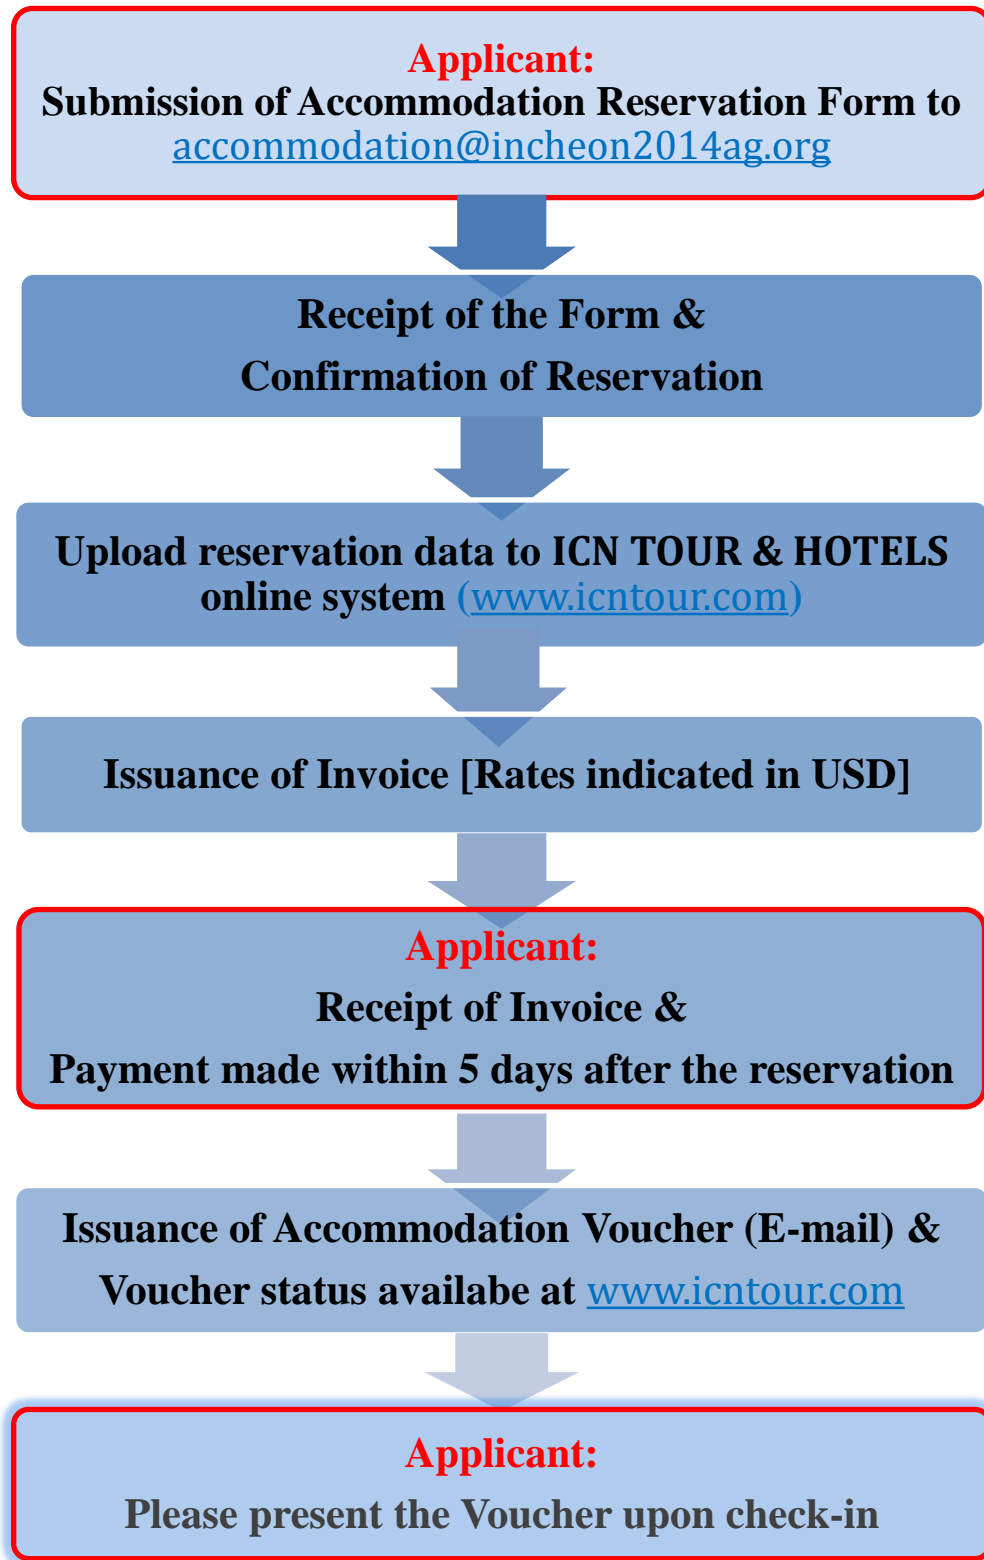 Applicant:
Submission of Accommodation Reservation Form to
accommodation@incheon2014ag.org
Receipt of the Form &
Confirmation of Reservation
Upload reservation data to ICN TOUR & HOTELS
online system (www.icntour.com)
Issuance of Invoice [Rates indicated in USD]
Applicant:
Receipt of Invoice &
Payment made within 5 days after the reservation
Issuance of Accommodation Voucher (E-mail) &
Voucher status availabe at www.icntour.com
Applicant:
Please present the Voucher upon check-in